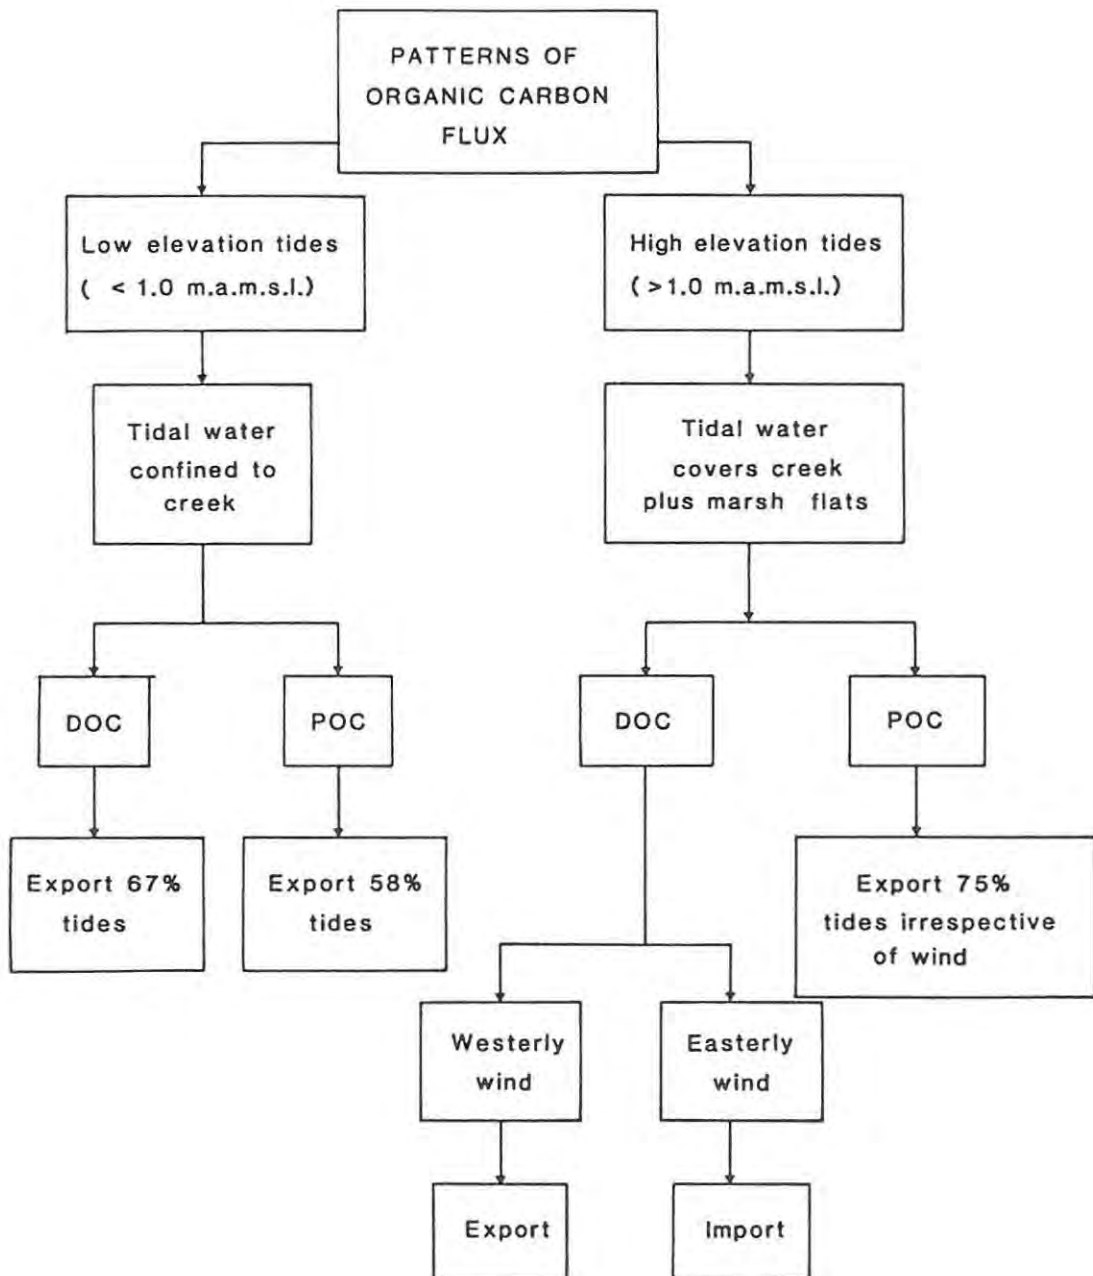 PATTERNS OF
ORGANIC CARBON
FLUX
Low elevation tides
( < 1.0 m.a.m.s.l.)
High elevation tides
( >1.0 m.a.m.s.l.)
Tidal water
confined to
creek
Tidal water
covers creek
plus marsh flats
DOC
POC
DOC
POC
Export 67%
tides
Export 58%
tides
Export 75%
tides irrespective
of wind
Westerly
wind
Easterly
wind
Export
Import